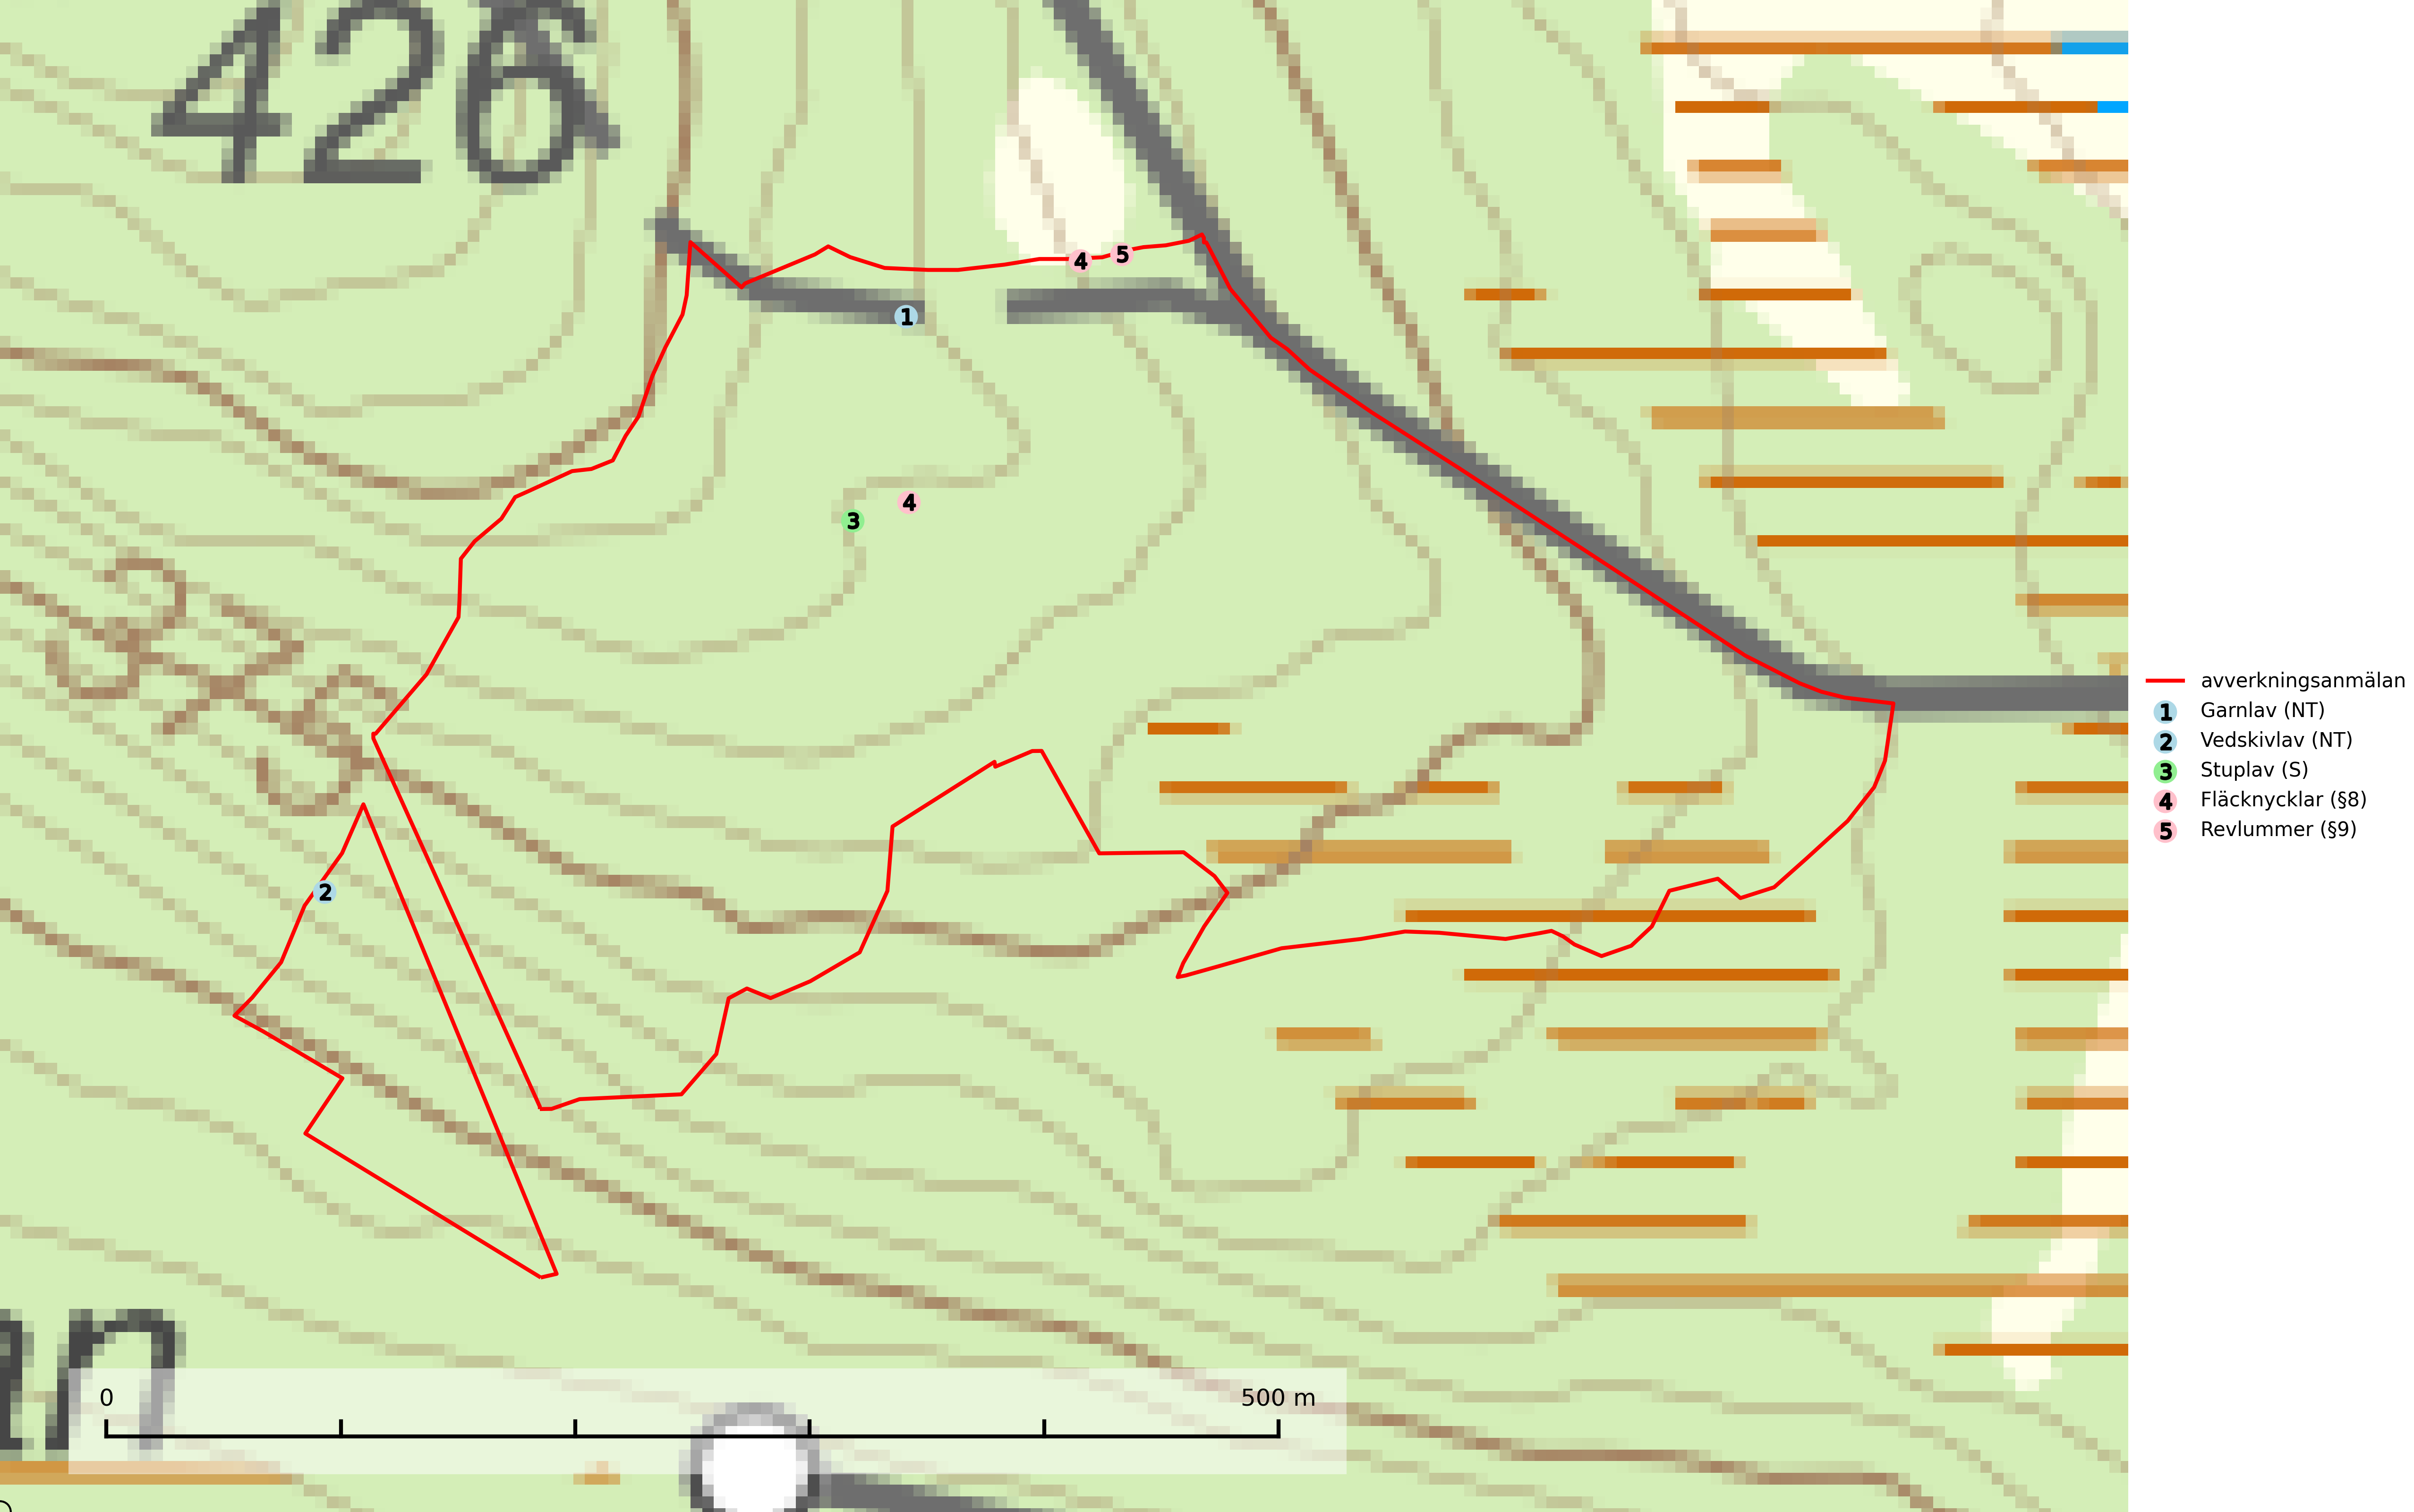 426
1
2
3
4
4
5
avverkningsanmälan
1 Garnlav (NT)
2 Vedskivlav (NT)
3 Stuplav (S)
4 Fläcknycklar (§8)
5 Revlummer (§9)
0 500 m